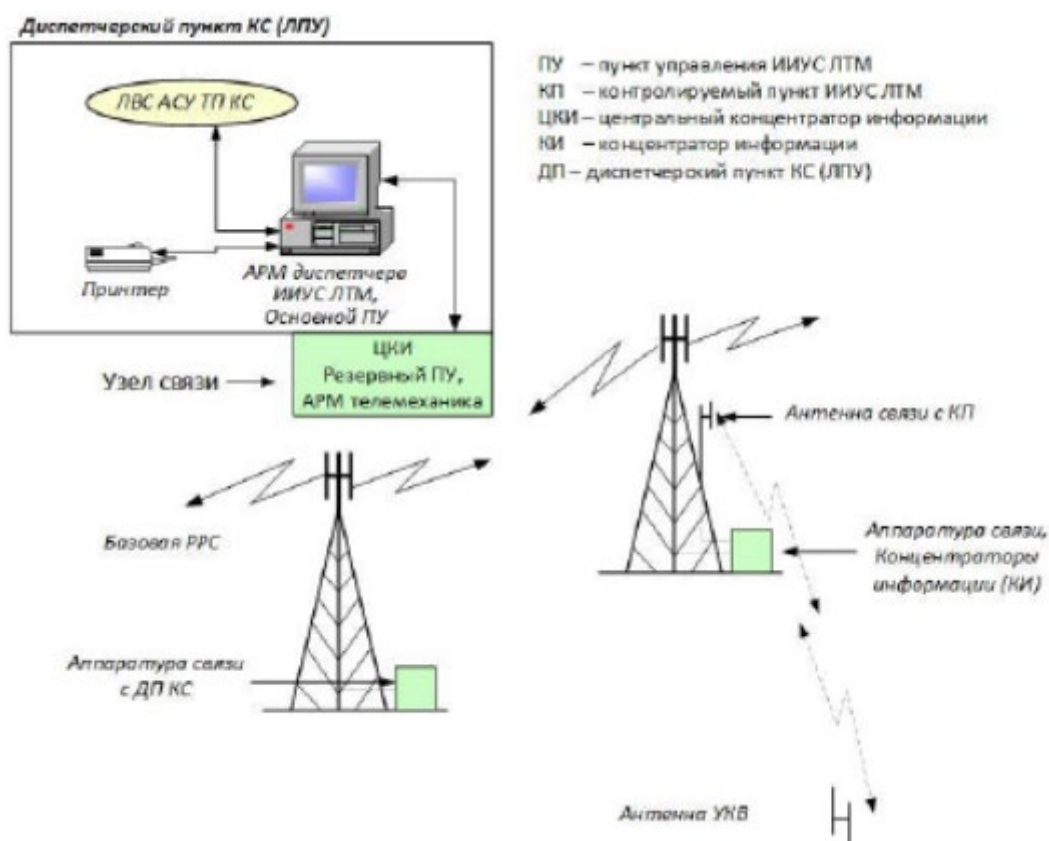 Диспетчерский пункт КС (ЛПУ)
ЛВС АСУ ТП КС
Принтер
АРМ диспетчера
ИИУС ЛТМ,
Основной ПУ
ПУ – пункт управления ИИУС ЛТМ
КП – контролируемый пункт ИИУС ЛТМ
ЦКИ – центральный концентратор информации
КИ – концентратор информации
ДП – диспетчерский пункт КС (ЛПУ)
Узел связи
ЦКИ
Резервный ПУ,
АРМ телемеханика
Антенна связи с КП
Базовая РРС
Аппаратура связи,
Концентраторы
информации (КИ)
Аппаратура связи
с ДП КС
Антенна УКВ